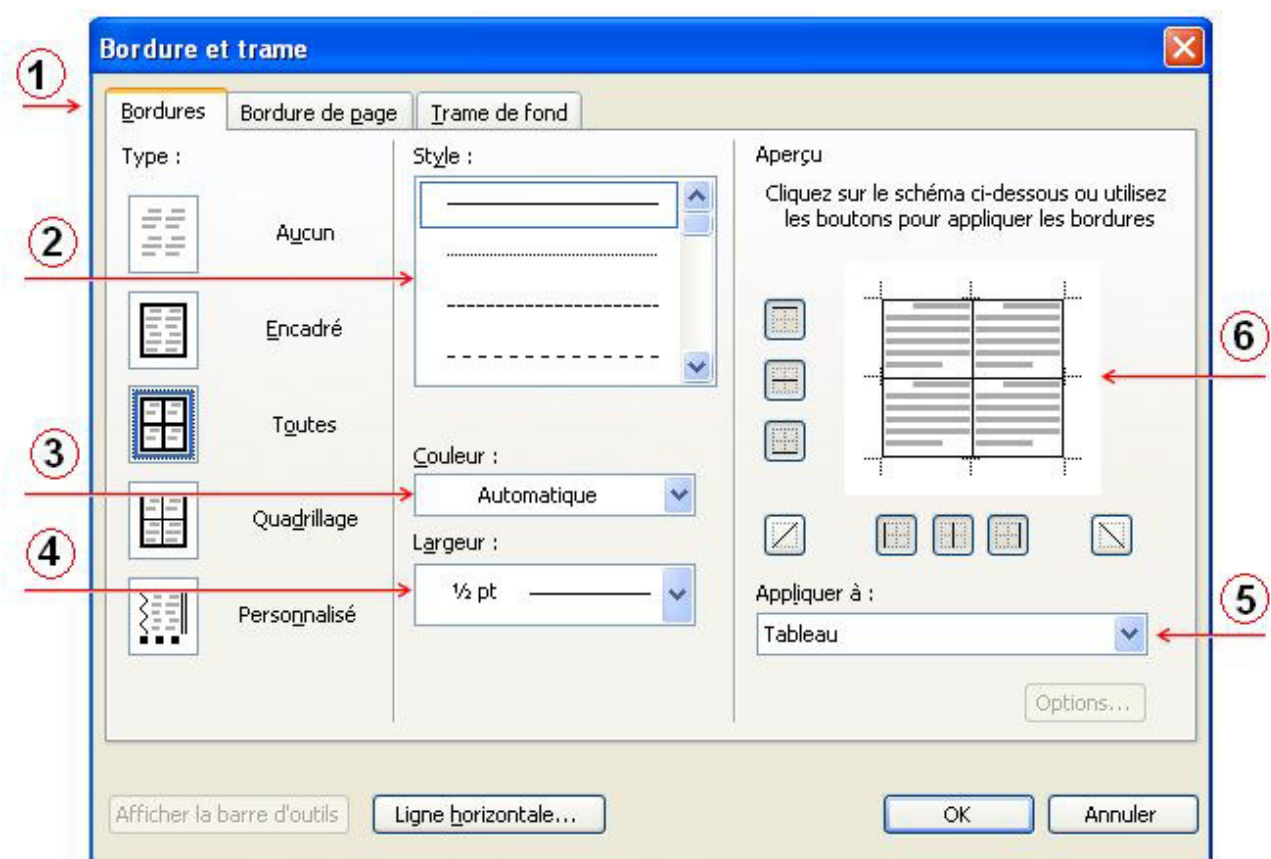 Bordure et trame
1
Bordures
Bordure de page
Trame de fond
Type :
Aucun
Encadré
Toutes
Quadrillage
Personnalisé
2
3
4
Style :
Couleur :
Automatique
Largeur :
½ pt
Aperçu
Cliquez sur le schéma ci-dessous ou utilisez
les boutons pour appliquer les bordures
6
Appliquer à :
Tableau
5
Options...
Afficher la barre d'outils
Ligne horizontale...
OK
Annuler